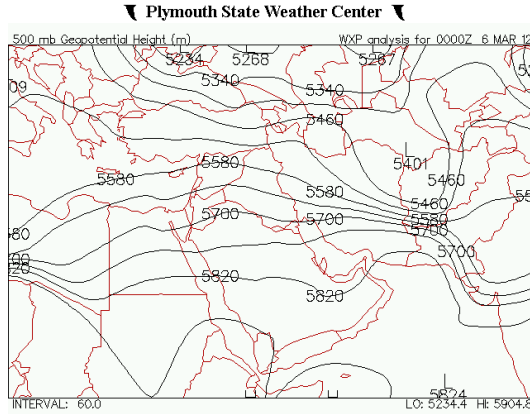 Plymouth State Weather Center
500 mb Geopotential Height (m) WXP analysis for 0000Z 6 MAR 12
5234 5268 5287
5340 5340
5460
5401
5580 5580 5460
5580 5460
5700 5700 5580
5700
5700
5820 5820
5824
INTERVAL: 60.0 LO: 5234.4 HI: 5904.8